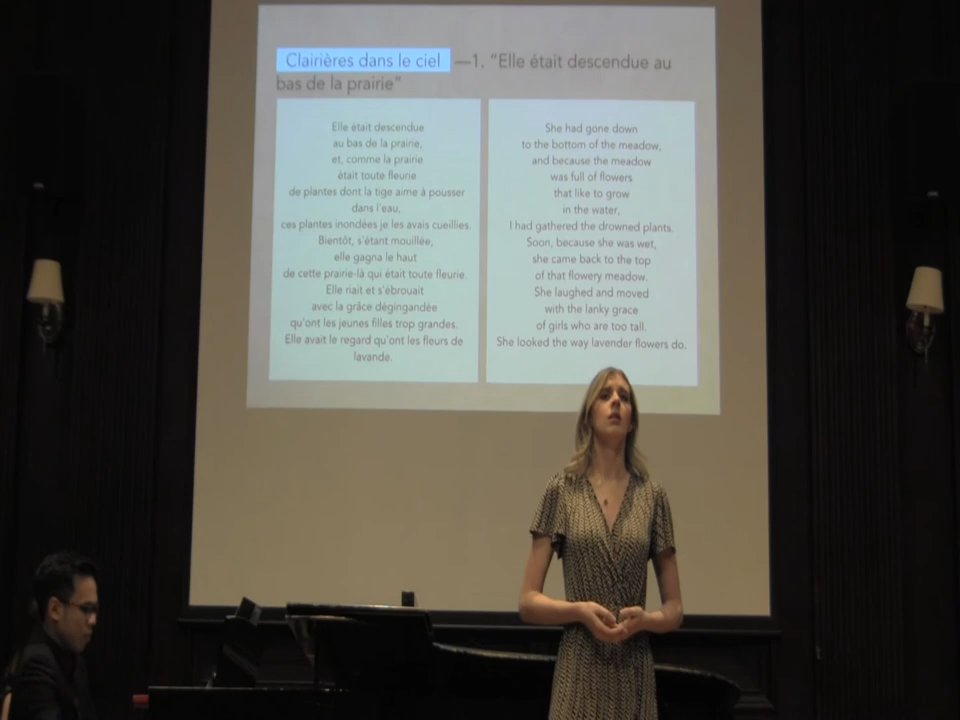 Clairières dans le ciel —1. "Elle était descendue au
bas de la prairie"
Elle était descendue
au bas de la prairie,
et, comme la prairie
était toute fleurie
de plantes dont la tige aime à pousser
dans l'eau,
ces plantes inondées je les avais cueillies.
Bientôt, s'étant mouillée,
elle gagna le haut
de cette prairie-là qui était toute fleurie.
Elle riait et s'ébrouait
avec la grâce dégingandée
qu'ont les jeunes filles trop grandes.
Elle avait le regard qu'ont les fleurs de
lavande.
She had gone down
to the bottom of the meadow,
and because the meadow
was full of flowers
that like to grow
in the water,
I had gathered the drowned plants.
Soon, because she was wet,
she came back to the top
of that flowery meadow.
She laughed and moved
with the lanky grace
of girls who are too tall.
She looked the way lavender flowers do.